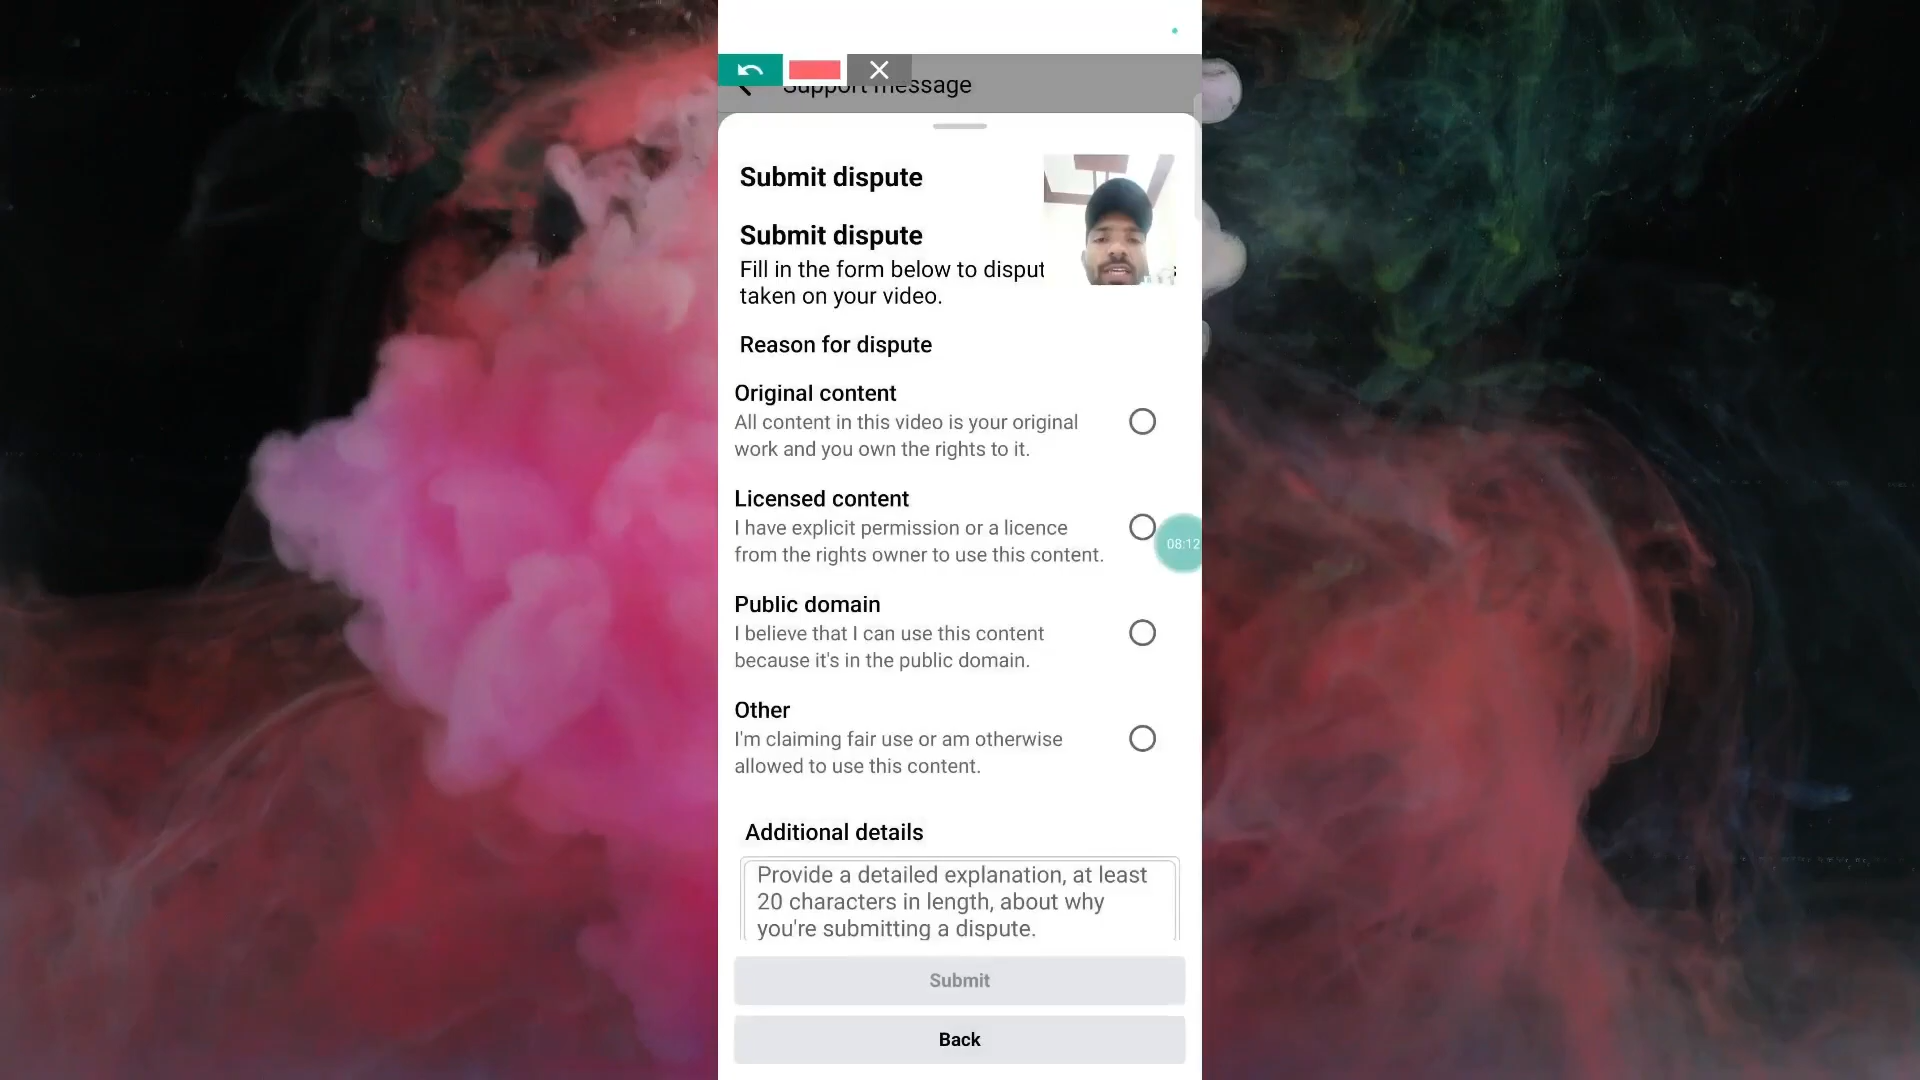 Support message
Submit dispute
Submit dispute
Fill in the form below to disput
taken on your video.
Reason for dispute
Original content
All content in this video is your original
work and you own the rights to it.
Licensed content
I have explicit permission or a licence
from the rights owner to use this content.
08:12
Public domain
I believe that I can use this content
because it's in the public domain.
Other
I'm claiming fair use or am otherwise
allowed to use this content.
Additional details
Provide a detailed explanation, at least
20 characters in length, about why
you're submitting a dispute.
Submit
Back